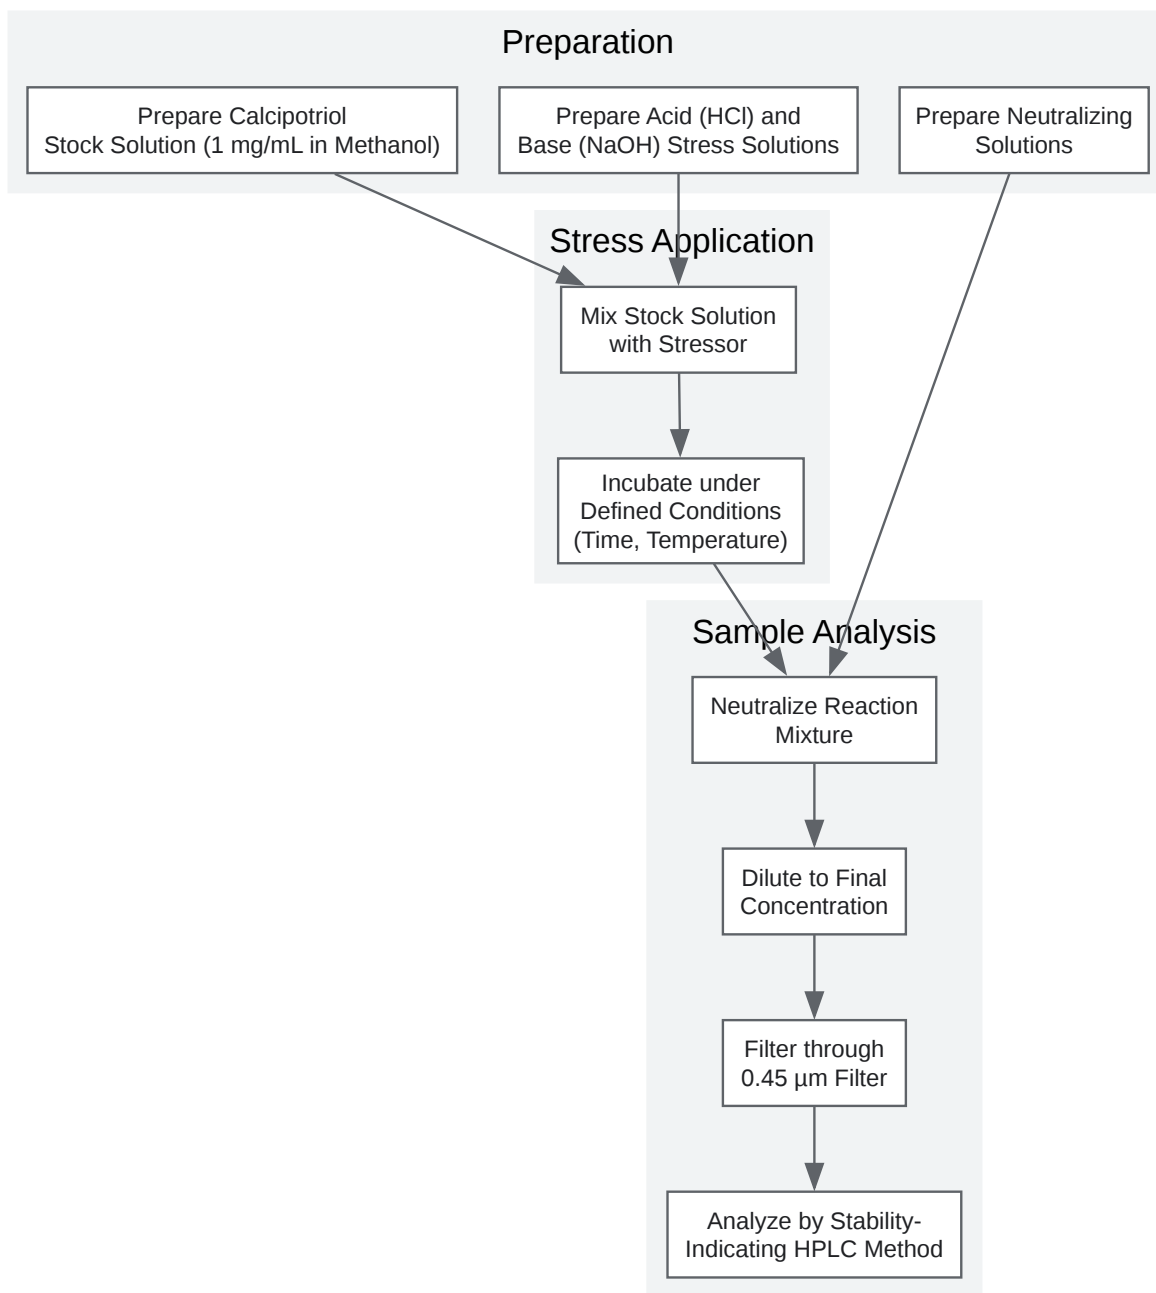 Preparation
Prepare Calcipotriol
Stock Solution (1 mg/mL in Methanol)
Prepare Acid (HCl) and
Base (NaOH) Stress Solutions
Prepare Neutralizing
Solutions
Stress Application
Mix Stock Solution
with Stressor
Incubate under
Defined Conditions
(Time, Temperature)
Sample Analysis
Neutralize Reaction
Mixture
Dilute to Final
Concentration
Filter through
0.45 µm Filter
Analyze by Stability-
Indicating HPLC Method